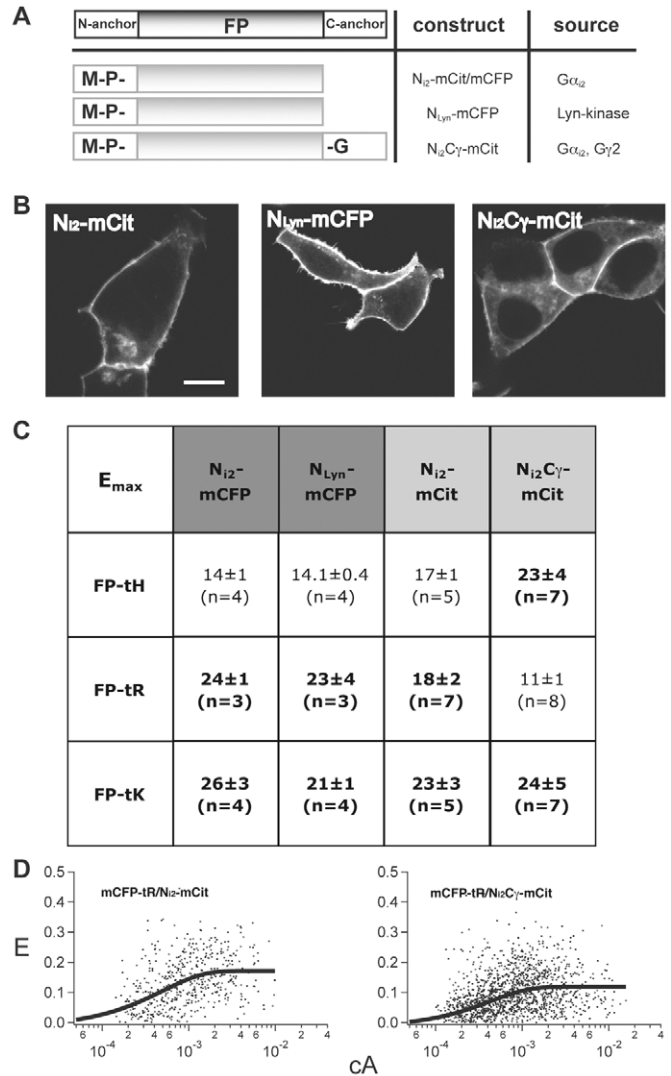 A
N-anchor FP C-anchor construct source
M-P- Nᵢ₂-mCit/mCFP Gαᵢ₂
M-P- N_Lyn-mCFP Lyn-kinase
M-P- -G Nᵢ₂Cγ-mCit Gαᵢ₂, Gγ2
B
Nᵢ₂-mCit N_Lyn-mCFP Nᵢ₂Cγ-mCit
C
E_max Nᵢ₂-mCFP N_Lyn-mCFP Nᵢ₂-mCit Nᵢ₂Cγ-mCit
FP-tH 14±1 (n=4) 14.1±0.4 (n=4) 17±1 (n=5) 23±4 (n=7)
FP-tR 24±1 (n=3) 23±4 (n=3) 18±2 (n=7) 11±1 (n=8)
FP-tK 26±3 (n=4) 21±1 (n=4) 23±3 (n=5) 24±5 (n=7)
D
mCFP-tR/Nᵢ₂-mCit
mCFP-tR/Nᵢ₂Cγ-mCit
E
0.5 0.5
0.4 0.4
0.3 0.3
0.2 0.2
0.1 0.1
0.0 0.0
6 2 4 6 2 4 6 2 4 6 2 4 6 2 4 6 2 4
10⁻⁴ 10⁻³ 10⁻² 10⁻⁴ 10⁻³ 10⁻²
cA